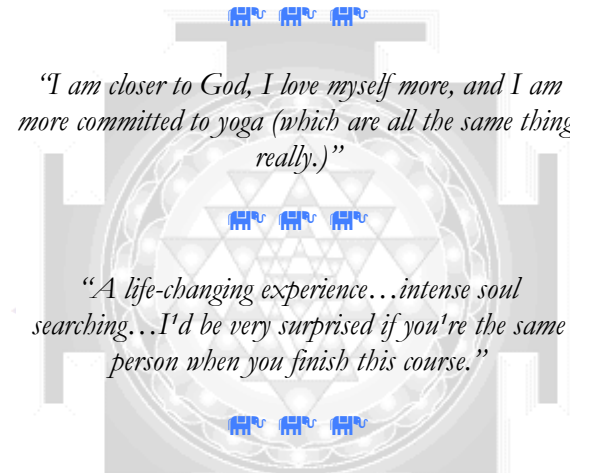 “I am closer to God, I love myself more, and I am
more committed to yoga (which are all the same thing
really.)”
“A life-changing experience…intense soul
searching…I¹d be very surprised if you¹re the same
person when you finish this course.”